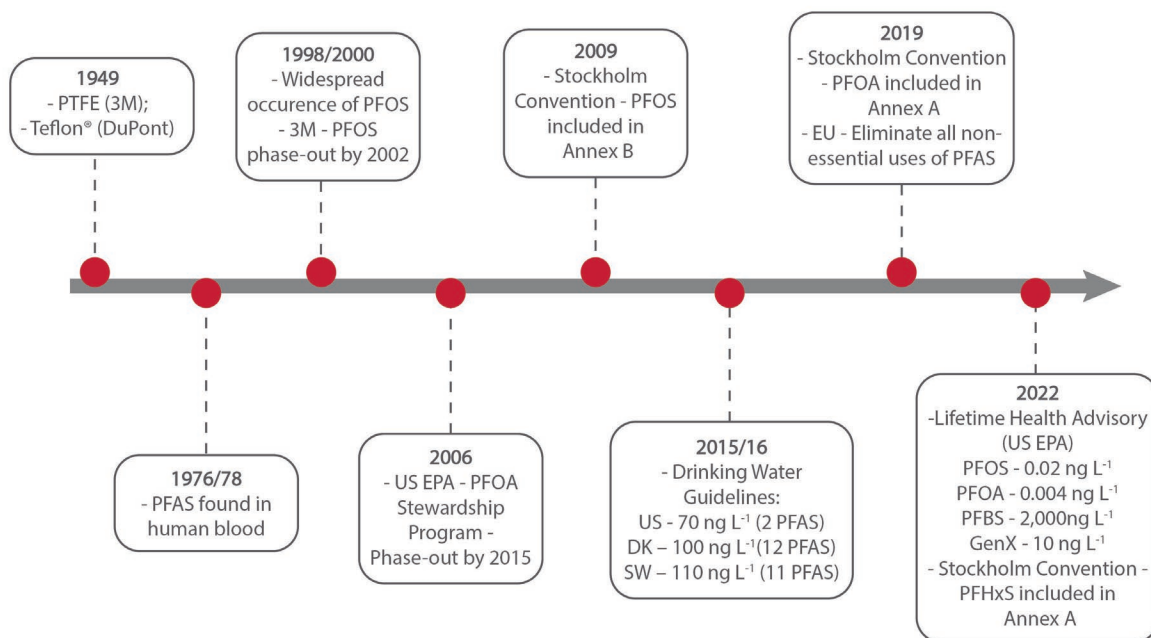 1949
- PTFE (3M);
- Teflon® (DuPont)
1976/78
- PFAS found in
human blood
1998/2000
- Widespread
occurence of PFOS
- 3M - PFOS
phase-out by 2002
2006
- US EPA - PFOA
Stewardship
Program -
Phase-out by 2015
2009
- Stockholm
Convention - PFOS
included in
Annex B
2015/16
- Drinking Water
Guidelines:
US - 70 ng L⁻¹ (2 PFAS)
DK – 100 ng L⁻¹(12 PFAS)
SW – 110 ng L⁻¹ (11 PFAS)
2019
- Stockholm Convention
- PFOA included in
Annex A
- EU - Eliminate all non-
essential uses of PFAS
2022
-Lifetime Health Advisory
(US EPA)
PFOS - 0.02 ng L⁻¹
PFOA - 0.004 ng L⁻¹
PFBS - 2,000ng L⁻¹
GenX - 10 ng L⁻¹
- Stockholm Convention -
PFHxS included in
Annex A